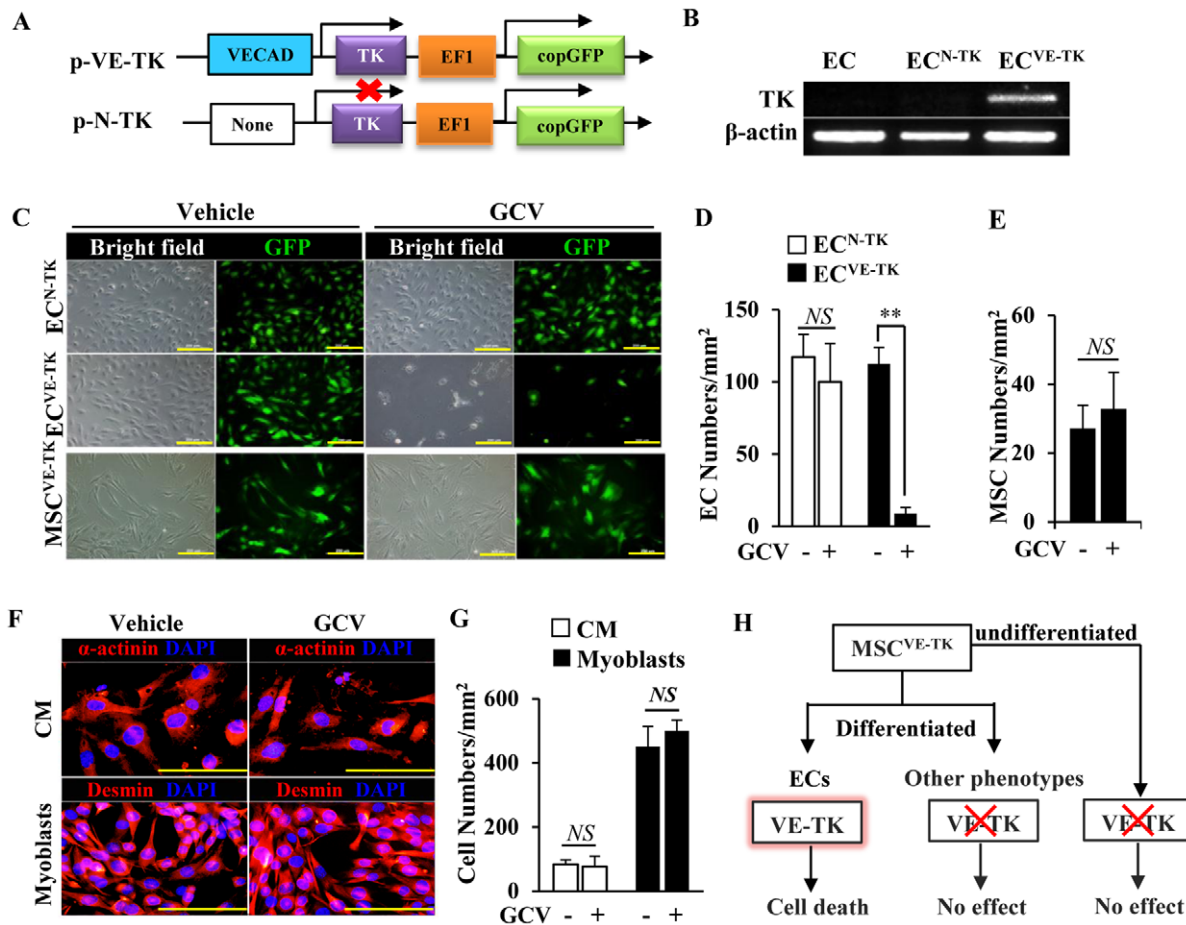 A
p-VE-TK
VECAD
TK
EF1
copGFP
p-N-TK
None
TK
EF1
copGFP
B
EC
EC^N-TK
EC^VE-TK
TK
β-actin
C
Vehicle
GCV
Bright field
GFP
Bright field
GFP
EC^N-TK
EC^VE-TK
MSC^VE-TK
D
EC^N-TK
EC^VE-TK
EC Numbers/mm²
150
100
50
0
NS
**
GCV - + - +
E
MSC Numbers/mm²
60
40
20
0
NS
GCV - +
F
Vehicle
GCV
α-actinin DAPI
α-actinin DAPI
CM
Desmin DAPI
Desmin DAPI
Myoblasts
G
CM
Myoblasts
Cell Numbers/mm²
600
400
200
0
NS
NS
GCV - + - +
H
MSC^VE-TK
undifferentiated
Differentiated
ECs
Other phenotypes
VE-TK
VE-TK
VE-TK
Cell death
No effect
No effect